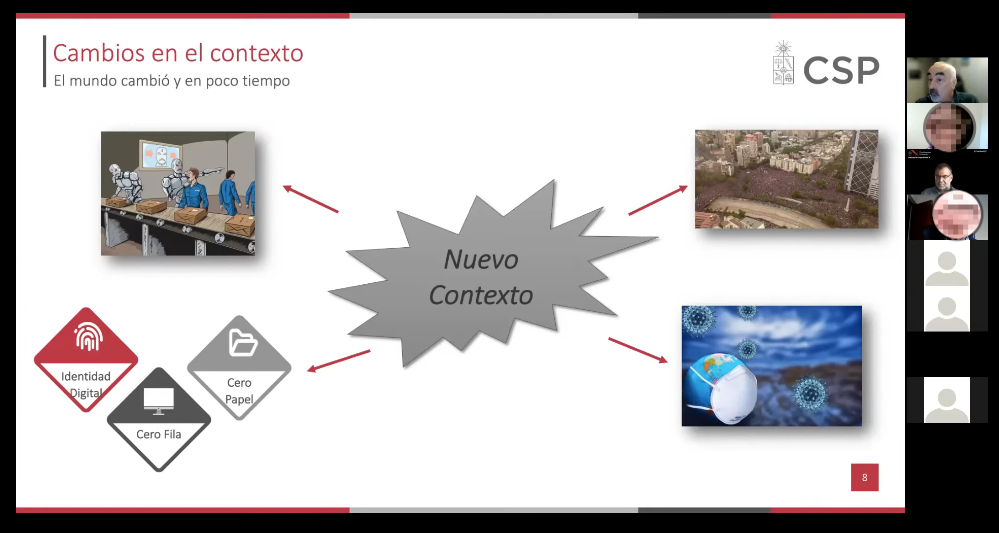 Cambios en el contexto
El mundo cambió y en poco tiempo
CSP
Nuevo
Contexto
Identidad
Digital
Cero
Papel
Cero Fila
8